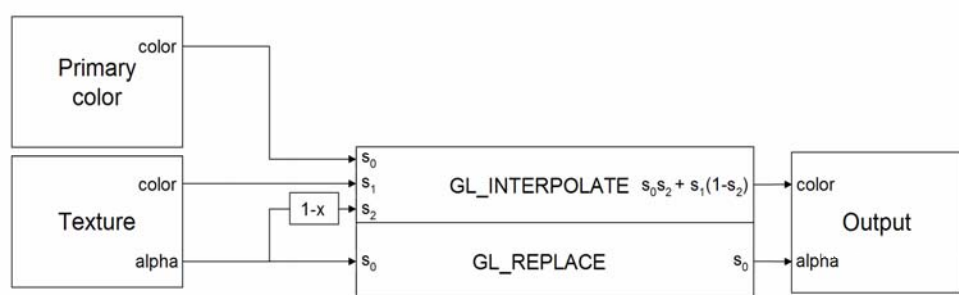 Primary
color
color
Texture
color
alpha
1-x
s₀
s₁
s₂
GL_INTERPOLATE s₀s₂ + s₁(1-s₂)
s₀
GL_REPLACE
s₀
color
Output
alpha